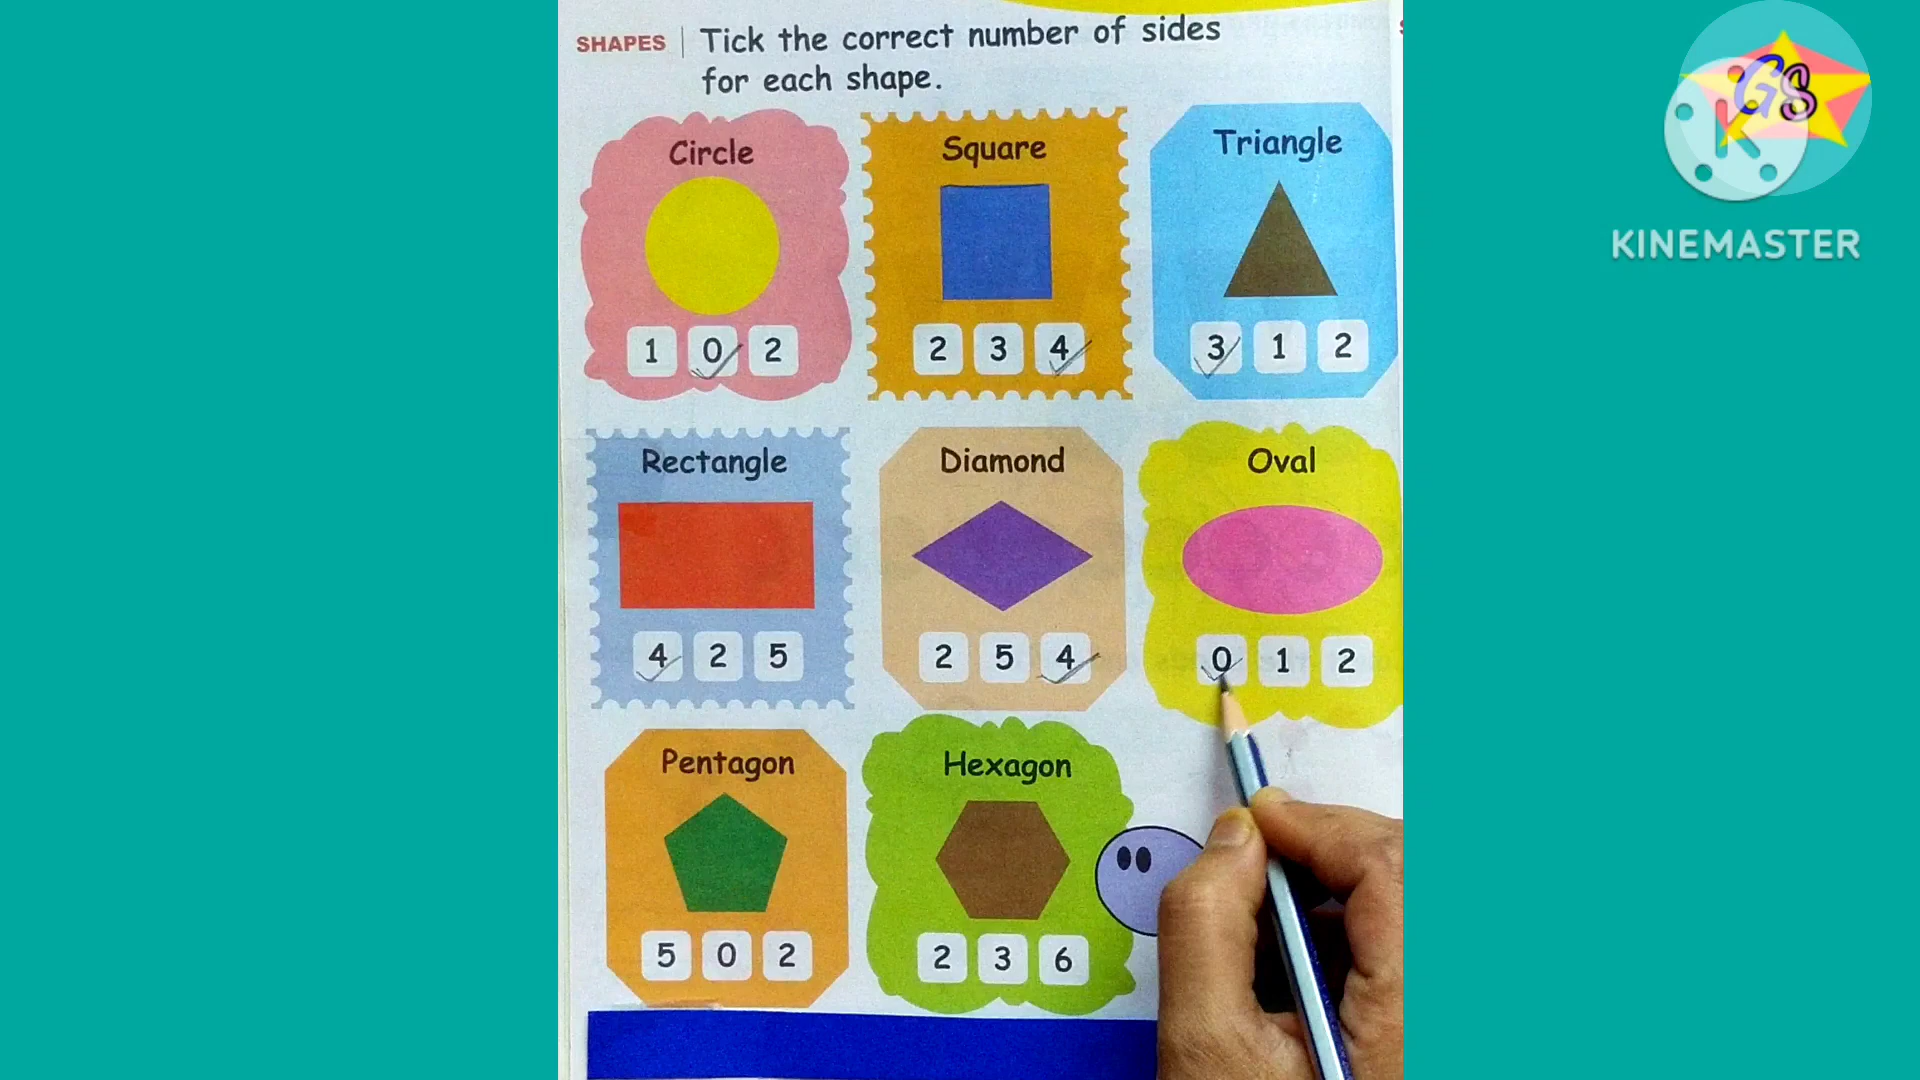 SHAPES | Tick the correct number of sides
for each shape.
Circle
1 0 2
Square
2 3 4
Triangle
3 1 2
Rectangle
4 2 5
Diamond
2 5 4
Oval
0 1 2
Pentagon
5 0 2
Hexagon
2 3 6
GS
K
KINEMASTER